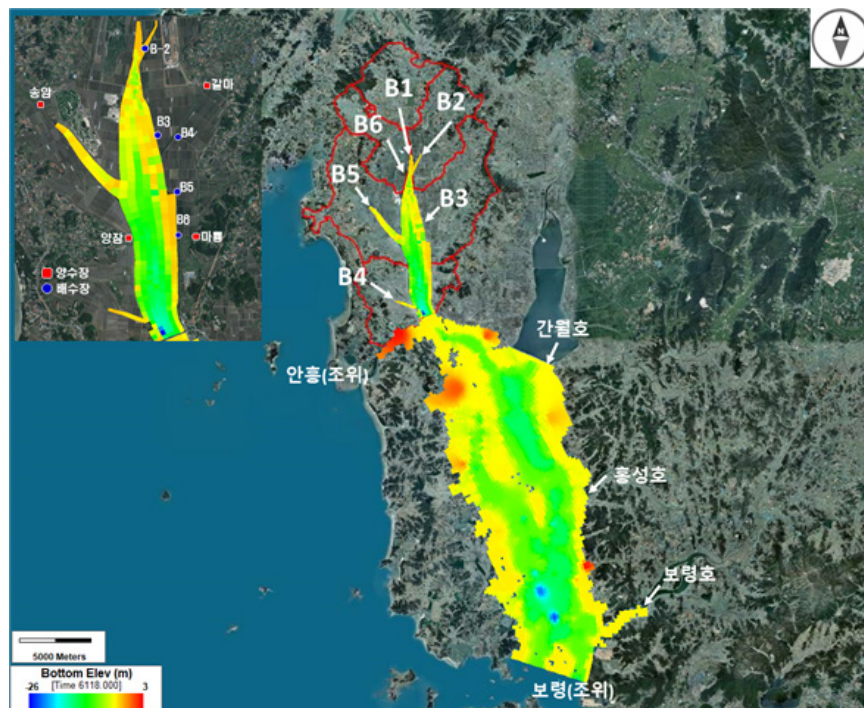 B-2
갈마
송암
B3
B4
B5
B6
양잠
마룡
양수장
배수장
N
B1
B2
B6
B5
B3
B4
간월호
안흥(조위)
홍성호
보령호
보령(조위)
5000 Meters
Bottom Elev (m)
[Time 6118.000]
-26 3